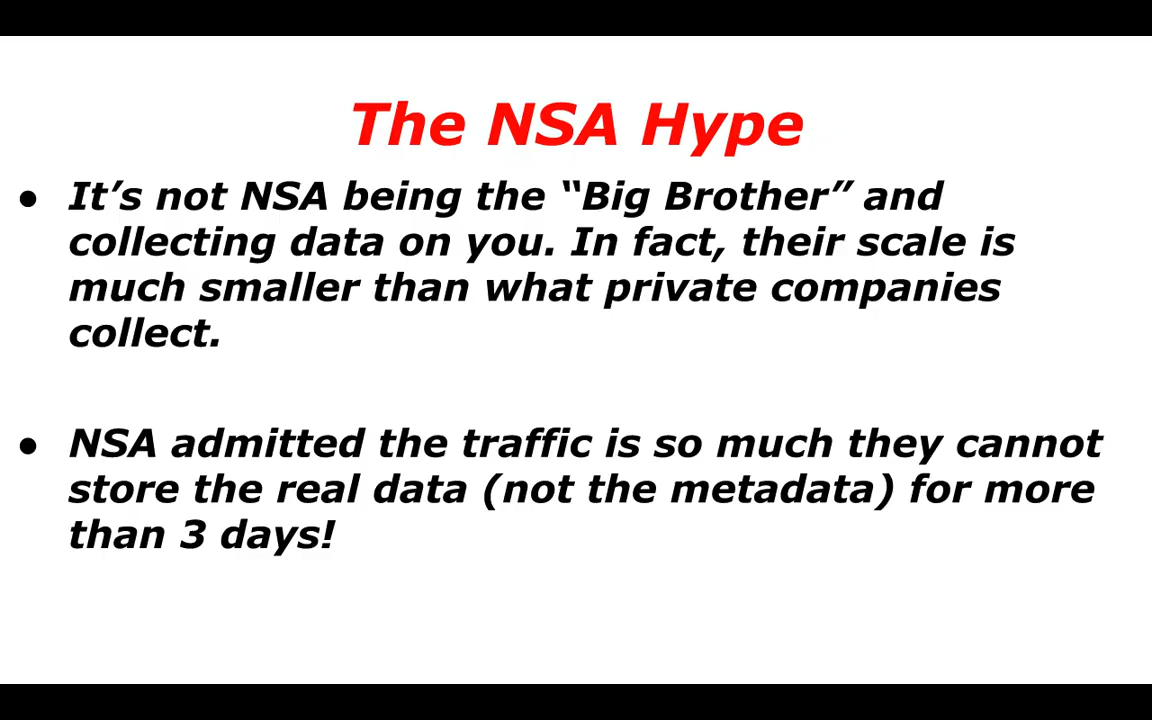 The NSA Hype
● It’s not NSA being the “Big Brother” and
collecting data on you. In fact, their scale is
much smaller than what private companies
collect.
● NSA admitted the traffic is so much they cannot
store the real data (not the metadata) for more
than 3 days!